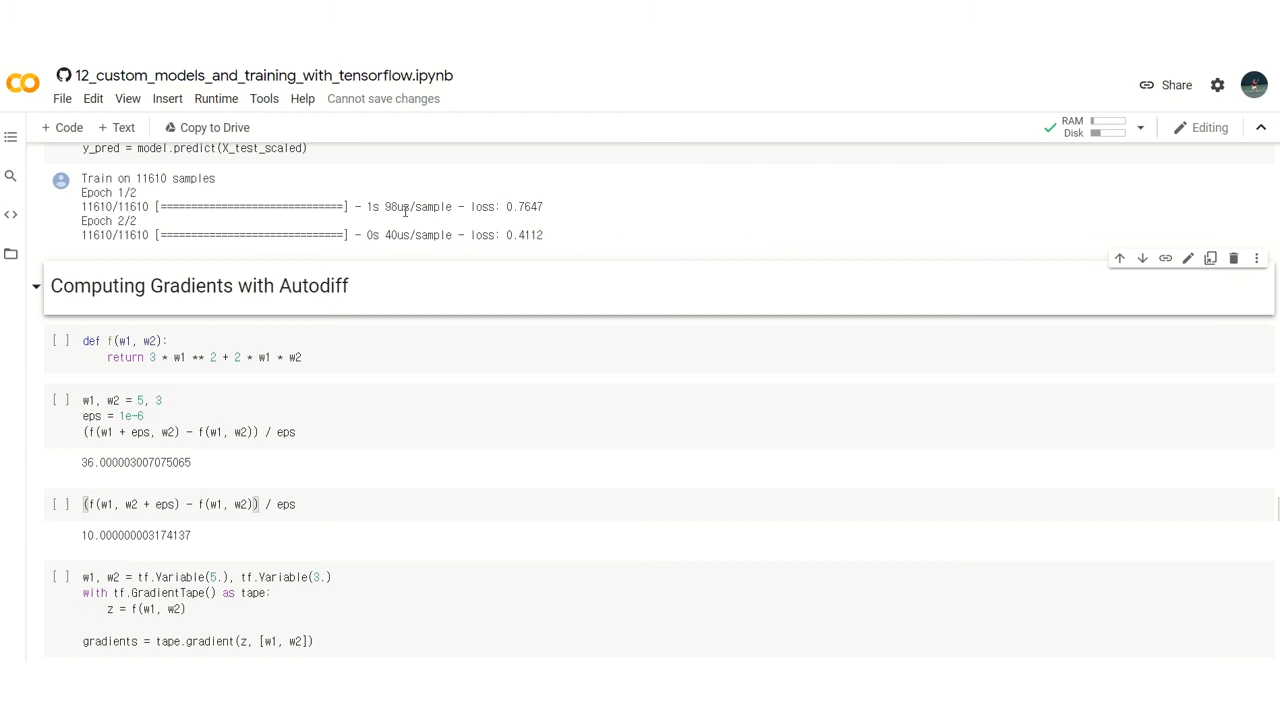 12_custom_models_and_training_with_tensorflow.ipynb
Share
File Edit View Insert Runtime Tools Help Cannot save changes
+ Code + Text Copy to Drive
RAM
Disk
Editing
y_pred = model.predict(X_test_scaled)
Train on 11610 samples
Epoch 1/2
11610/11610 [==============================] - 1s 98us/sample - loss: 0.7647
Epoch 2/2
11610/11610 [==============================] - 0s 40us/sample - loss: 0.4112
Computing Gradients with Autodiff
[ ] def f(w1, w2):
return 3 * w1 ** 2 + 2 * w1 * w2
[ ] w1, w2 = 5, 3
eps = 1e-6
(f(w1 + eps, w2) - f(w1, w2)) / eps
36.000003007075065
[ ] (f(w1, w2 + eps) - f(w1, w2)) / eps
10.000000003174137
[ ] w1, w2 = tf.Variable(5.), tf.Variable(3.)
with tf.GradientTape() as tape:
z = f(w1, w2)
gradients = tape.gradient(z, [w1, w2])